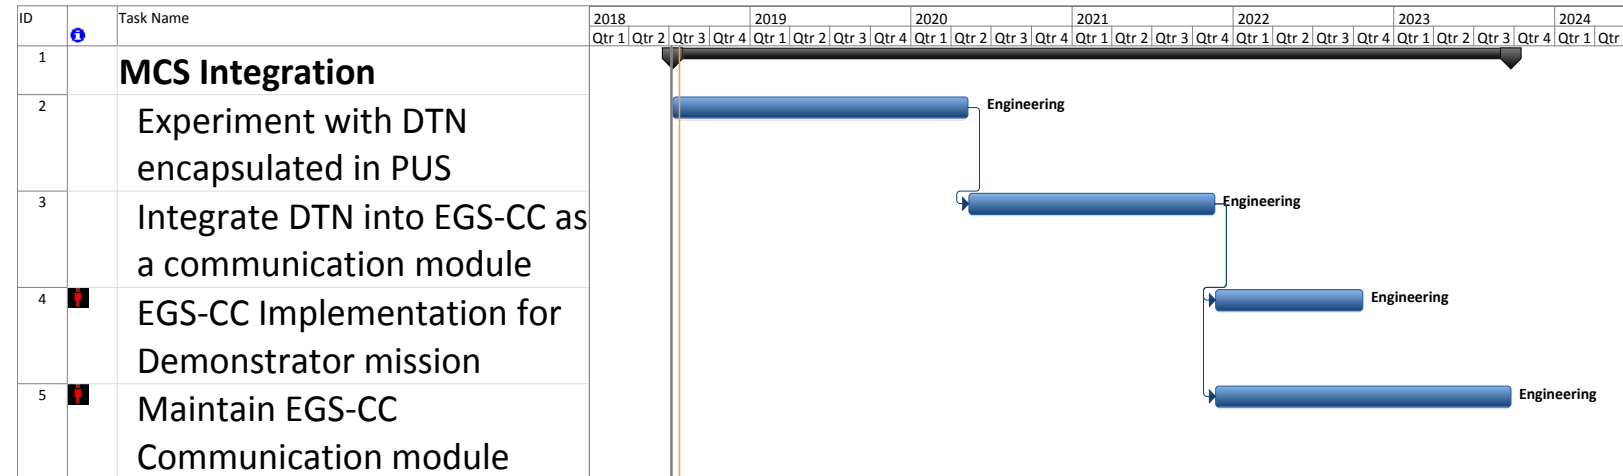 ID Task Name 2018 2019 2020 2021 2022 2023 2024
Qtr 1 Qtr 2 Qtr 3 Qtr 4 Qtr 1 Qtr 2 Qtr 3 Qtr 4 Qtr 1 Qtr 2 Qtr 3 Qtr 4 Qtr 1 Qtr 2 Qtr 3 Qtr 4 Qtr 1 Qtr 2 Qtr 3 Qtr 4 Qtr 1 Qtr 2 Qtr 3 Qtr 4 Qtr 1 Qtr
1 MCS Integration
2 Experiment with DTN Engineering
encapsulated in PUS
3 Integrate DTN into EGS-CC as Engineering
a communication module
4 EGS-CC Implementation for Engineering
Demonstrator mission
5 Maintain EGS-CC Engineering
Communication module